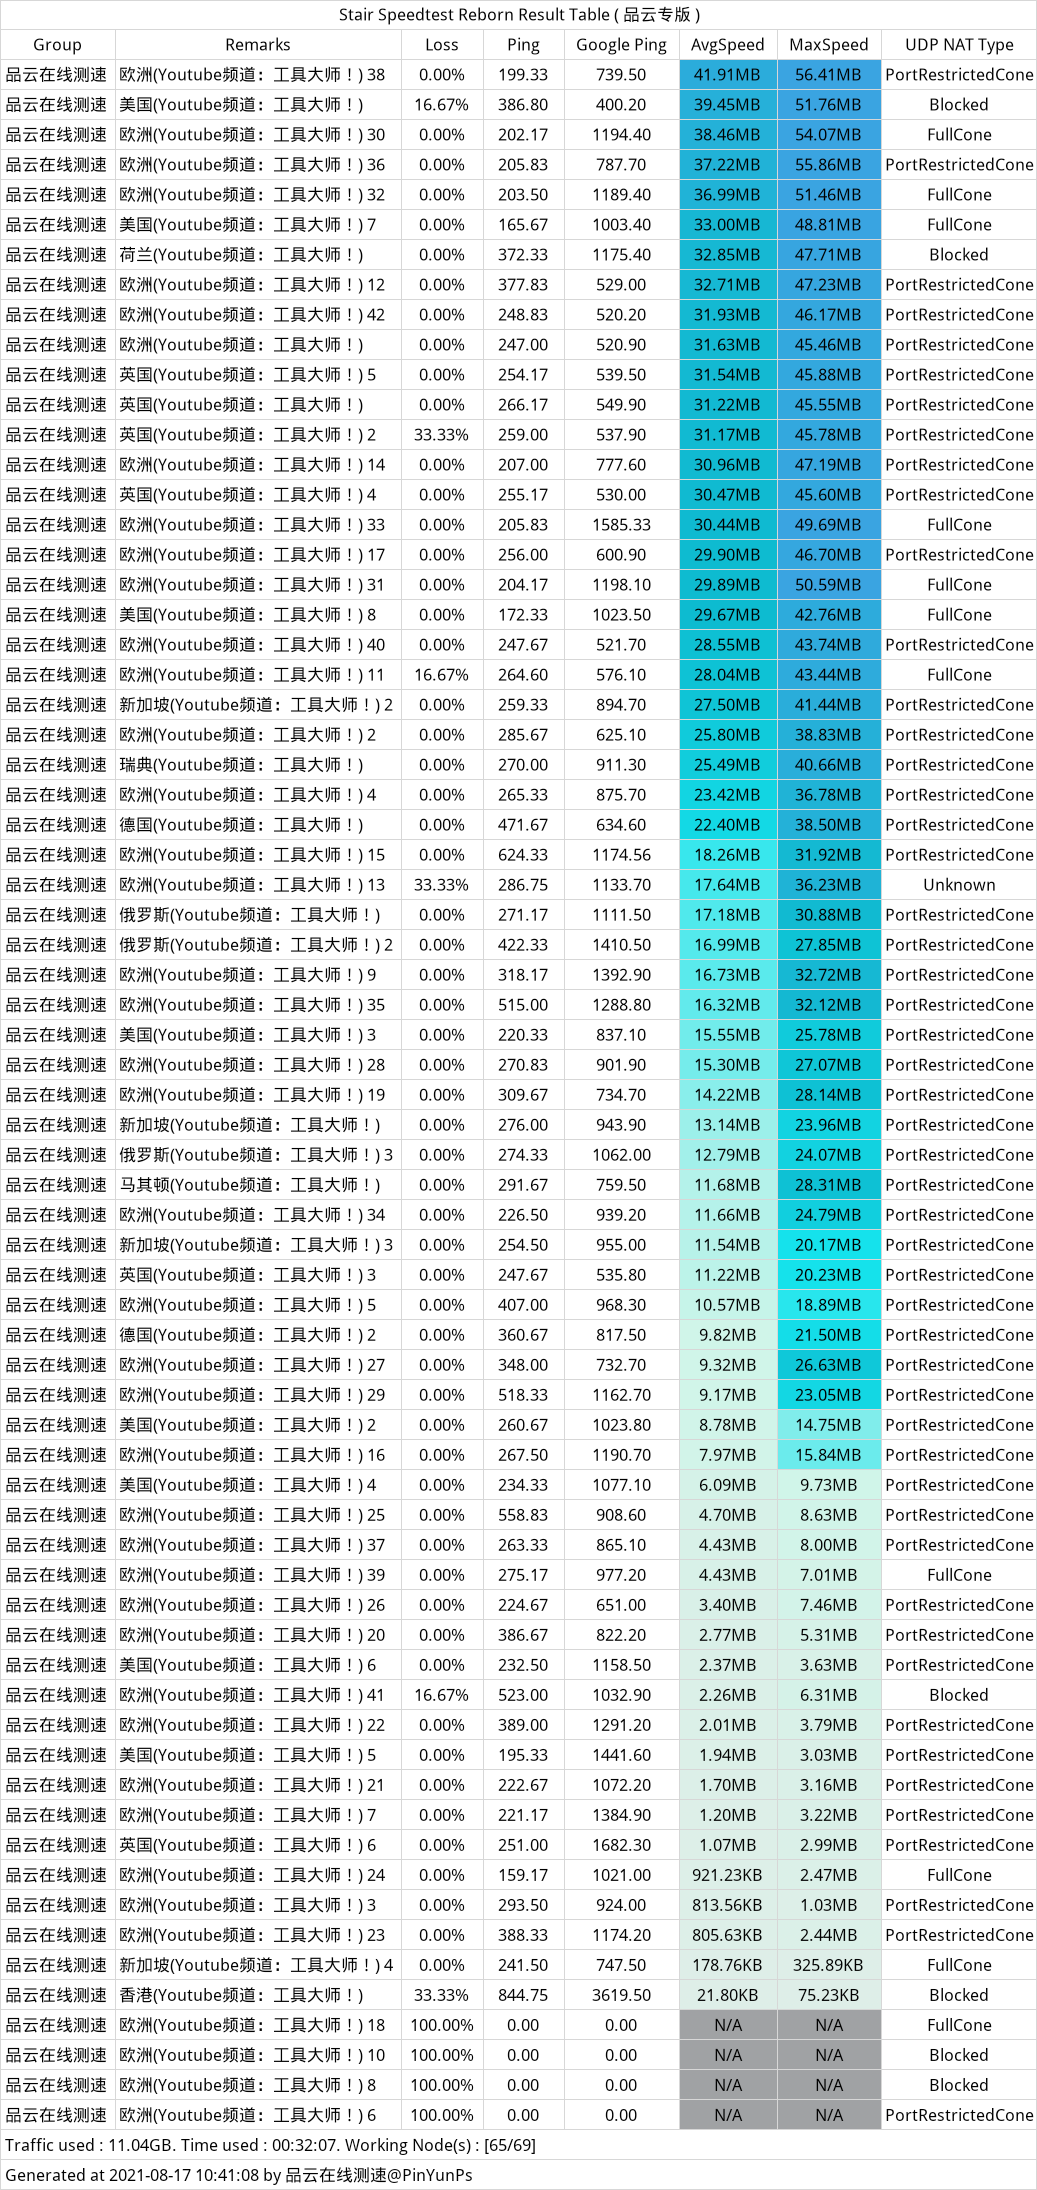 Stair Speedtest Reborn Result Table ( 品云专版 )
Group Remarks Loss Ping Google Ping AvgSpeed MaxSpeed UDP NAT Type
品云在线测速 欧洲(Youtube频道：工具大师！) 38 0.00% 199.33 739.50 41.91MB 56.41MB PortRestrictedCone
品云在线测速 美国(Youtube频道：工具大师！) 16.67% 386.80 400.20 39.45MB 51.76MB Blocked
品云在线测速 欧洲(Youtube频道：工具大师！) 30 0.00% 202.17 1194.40 38.46MB 54.07MB FullCone
品云在线测速 欧洲(Youtube频道：工具大师！) 36 0.00% 205.83 787.70 37.22MB 55.86MB PortRestrictedCone
品云在线测速 欧洲(Youtube频道：工具大师！) 32 0.00% 203.50 1189.40 36.99MB 51.46MB FullCone
品云在线测速 美国(Youtube频道：工具大师！) 7 0.00% 165.67 1003.40 33.00MB 48.81MB FullCone
品云在线测速 荷兰(Youtube频道：工具大师！) 0.00% 372.33 1175.40 32.85MB 47.71MB Blocked
品云在线测速 欧洲(Youtube频道：工具大师！) 12 0.00% 377.83 529.00 32.71MB 47.23MB PortRestrictedCone
品云在线测速 欧洲(Youtube频道：工具大师！) 42 0.00% 248.83 520.20 31.93MB 46.17MB PortRestrictedCone
品云在线测速 欧洲(Youtube频道：工具大师！) 0.00% 247.00 520.90 31.63MB 45.46MB PortRestrictedCone
品云在线测速 英国(Youtube频道：工具大师！) 5 0.00% 254.17 539.50 31.54MB 45.88MB PortRestrictedCone
品云在线测速 英国(Youtube频道：工具大师！) 0.00% 266.17 549.90 31.22MB 45.55MB PortRestrictedCone
品云在线测速 英国(Youtube频道：工具大师！) 2 33.33% 259.00 537.90 31.17MB 45.78MB PortRestrictedCone
品云在线测速 欧洲(Youtube频道：工具大师！) 14 0.00% 207.00 777.60 30.96MB 47.19MB PortRestrictedCone
品云在线测速 英国(Youtube频道：工具大师！) 4 0.00% 255.17 530.00 30.47MB 45.60MB PortRestrictedCone
品云在线测速 欧洲(Youtube频道：工具大师！) 33 0.00% 205.83 1585.33 30.44MB 49.69MB FullCone
品云在线测速 欧洲(Youtube频道：工具大师！) 17 0.00% 256.00 600.90 29.90MB 46.70MB PortRestrictedCone
品云在线测速 欧洲(Youtube频道：工具大师！) 31 0.00% 204.17 1198.10 29.89MB 50.59MB FullCone
品云在线测速 美国(Youtube频道：工具大师！) 8 0.00% 172.33 1023.50 29.67MB 42.76MB FullCone
品云在线测速 欧洲(Youtube频道：工具大师！) 40 0.00% 247.67 521.70 28.55MB 43.74MB PortRestrictedCone
品云在线测速 欧洲(Youtube频道：工具大师！) 11 16.67% 264.60 576.10 28.04MB 43.44MB FullCone
品云在线测速 新加坡(Youtube频道：工具大师！) 2 0.00% 259.33 894.70 27.50MB 41.44MB PortRestrictedCone
品云在线测速 欧洲(Youtube频道：工具大师！) 2 0.00% 285.67 625.10 25.80MB 38.83MB PortRestrictedCone
品云在线测速 瑞典(Youtube频道：工具大师！) 0.00% 270.00 911.30 25.49MB 40.66MB PortRestrictedCone
品云在线测速 欧洲(Youtube频道：工具大师！) 4 0.00% 265.33 875.70 23.42MB 36.78MB PortRestrictedCone
品云在线测速 德国(Youtube频道：工具大师！) 0.00% 471.67 634.60 22.40MB 38.50MB PortRestrictedCone
品云在线测速 欧洲(Youtube频道：工具大师！) 15 0.00% 624.33 1174.56 18.26MB 31.92MB PortRestrictedCone
品云在线测速 欧洲(Youtube频道：工具大师！) 13 33.33% 286.75 1133.70 17.64MB 36.23MB Unknown
品云在线测速 俄罗斯(Youtube频道：工具大师！) 0.00% 271.17 1111.50 17.18MB 30.88MB PortRestrictedCone
品云在线测速 俄罗斯(Youtube频道：工具大师！) 2 0.00% 422.33 1410.50 16.99MB 27.85MB PortRestrictedCone
品云在线测速 欧洲(Youtube频道：工具大师！) 9 0.00% 318.17 1392.90 16.73MB 32.72MB PortRestrictedCone
品云在线测速 欧洲(Youtube频道：工具大师！) 35 0.00% 515.00 1288.80 16.32MB 32.12MB PortRestrictedCone
品云在线测速 美国(Youtube频道：工具大师！) 3 0.00% 220.33 837.10 15.55MB 25.78MB PortRestrictedCone
品云在线测速 欧洲(Youtube频道：工具大师！) 28 0.00% 270.83 901.90 15.30MB 27.07MB PortRestrictedCone
品云在线测速 欧洲(Youtube频道：工具大师！) 19 0.00% 309.67 734.70 14.22MB 28.14MB PortRestrictedCone
品云在线测速 新加坡(Youtube频道：工具大师！) 0.00% 276.00 943.90 13.14MB 23.96MB PortRestrictedCone
品云在线测速 俄罗斯(Youtube频道：工具大师！) 3 0.00% 274.33 1062.00 12.79MB 24.07MB PortRestrictedCone
品云在线测速 马其顿(Youtube频道：工具大师！) 0.00% 291.67 759.50 11.68MB 28.31MB PortRestrictedCone
品云在线测速 欧洲(Youtube频道：工具大师！) 34 0.00% 226.50 939.20 11.66MB 24.79MB PortRestrictedCone
品云在线测速 新加坡(Youtube频道：工具大师！) 3 0.00% 254.50 955.00 11.54MB 20.17MB PortRestrictedCone
品云在线测速 英国(Youtube频道：工具大师！) 3 0.00% 247.67 535.80 11.22MB 20.23MB PortRestrictedCone
品云在线测速 欧洲(Youtube频道：工具大师！) 5 0.00% 407.00 968.30 10.57MB 18.89MB PortRestrictedCone
品云在线测速 德国(Youtube频道：工具大师！) 2 0.00% 360.67 817.50 9.82MB 21.50MB PortRestrictedCone
品云在线测速 欧洲(Youtube频道：工具大师！) 27 0.00% 348.00 732.70 9.32MB 26.63MB PortRestrictedCone
品云在线测速 欧洲(Youtube频道：工具大师！) 29 0.00% 518.33 1162.70 9.17MB 23.05MB PortRestrictedCone
品云在线测速 美国(Youtube频道：工具大师！) 2 0.00% 260.67 1023.80 8.78MB 14.75MB PortRestrictedCone
品云在线测速 欧洲(Youtube频道：工具大师！) 16 0.00% 267.50 1190.70 7.97MB 15.84MB PortRestrictedCone
品云在线测速 美国(Youtube频道：工具大师！) 4 0.00% 234.33 1077.10 6.09MB 9.73MB PortRestrictedCone
品云在线测速 欧洲(Youtube频道：工具大师！) 25 0.00% 558.83 908.60 4.70MB 8.63MB PortRestrictedCone
品云在线测速 欧洲(Youtube频道：工具大师！) 37 0.00% 263.33 865.10 4.43MB 8.00MB PortRestrictedCone
品云在线测速 欧洲(Youtube频道：工具大师！) 39 0.00% 275.17 977.20 4.43MB 7.01MB FullCone
品云在线测速 欧洲(Youtube频道：工具大师！) 26 0.00% 224.67 651.00 3.40MB 7.46MB PortRestrictedCone
品云在线测速 欧洲(Youtube频道：工具大师！) 20 0.00% 386.67 822.20 2.77MB 5.31MB PortRestrictedCone
品云在线测速 美国(Youtube频道：工具大师！) 6 0.00% 232.50 1158.50 2.37MB 3.63MB PortRestrictedCone
品云在线测速 欧洲(Youtube频道：工具大师！) 41 16.67% 523.00 1032.90 2.26MB 6.31MB Blocked
品云在线测速 欧洲(Youtube频道：工具大师！) 22 0.00% 389.00 1291.20 2.01MB 3.79MB PortRestrictedCone
品云在线测速 美国(Youtube频道：工具大师！) 5 0.00% 195.33 1441.60 1.94MB 3.03MB PortRestrictedCone
品云在线测速 欧洲(Youtube频道：工具大师！) 21 0.00% 222.67 1072.20 1.70MB 3.16MB PortRestrictedCone
品云在线测速 欧洲(Youtube频道：工具大师！) 7 0.00% 221.17 1384.90 1.20MB 3.22MB PortRestrictedCone
品云在线测速 英国(Youtube频道：工具大师！) 6 0.00% 251.00 1682.30 1.07MB 2.99MB PortRestrictedCone
品云在线测速 欧洲(Youtube频道：工具大师！) 24 0.00% 159.17 1021.00 921.23KB 2.47MB FullCone
品云在线测速 欧洲(Youtube频道：工具大师！) 3 0.00% 293.50 924.00 813.56KB 1.03MB PortRestrictedCone
品云在线测速 欧洲(Youtube频道：工具大师！) 23 0.00% 388.33 1174.20 805.63KB 2.44MB PortRestrictedCone
品云在线测速 新加坡(Youtube频道：工具大师！) 4 0.00% 241.50 747.50 178.76KB 325.89KB FullCone
品云在线测速 香港(Youtube频道：工具大师！) 33.33% 844.75 3619.50 21.80KB 75.23KB Blocked
品云在线测速 欧洲(Youtube频道：工具大师！) 18 100.00% 0.00 0.00 N/A N/A FullCone
品云在线测速 欧洲(Youtube频道：工具大师！) 10 100.00% 0.00 0.00 N/A N/A Blocked
品云在线测速 欧洲(Youtube频道：工具大师！) 8 100.00% 0.00 0.00 N/A N/A Blocked
品云在线测速 欧洲(Youtube频道：工具大师！) 6 100.00% 0.00 0.00 N/A N/A PortRestrictedCone
Traffic used : 11.04GB. Time used : 00:32:07. Working Node(s) : [65/69]
Generated at 2021-08-17 10:41:08 by 品云在线测速@PinYunPs